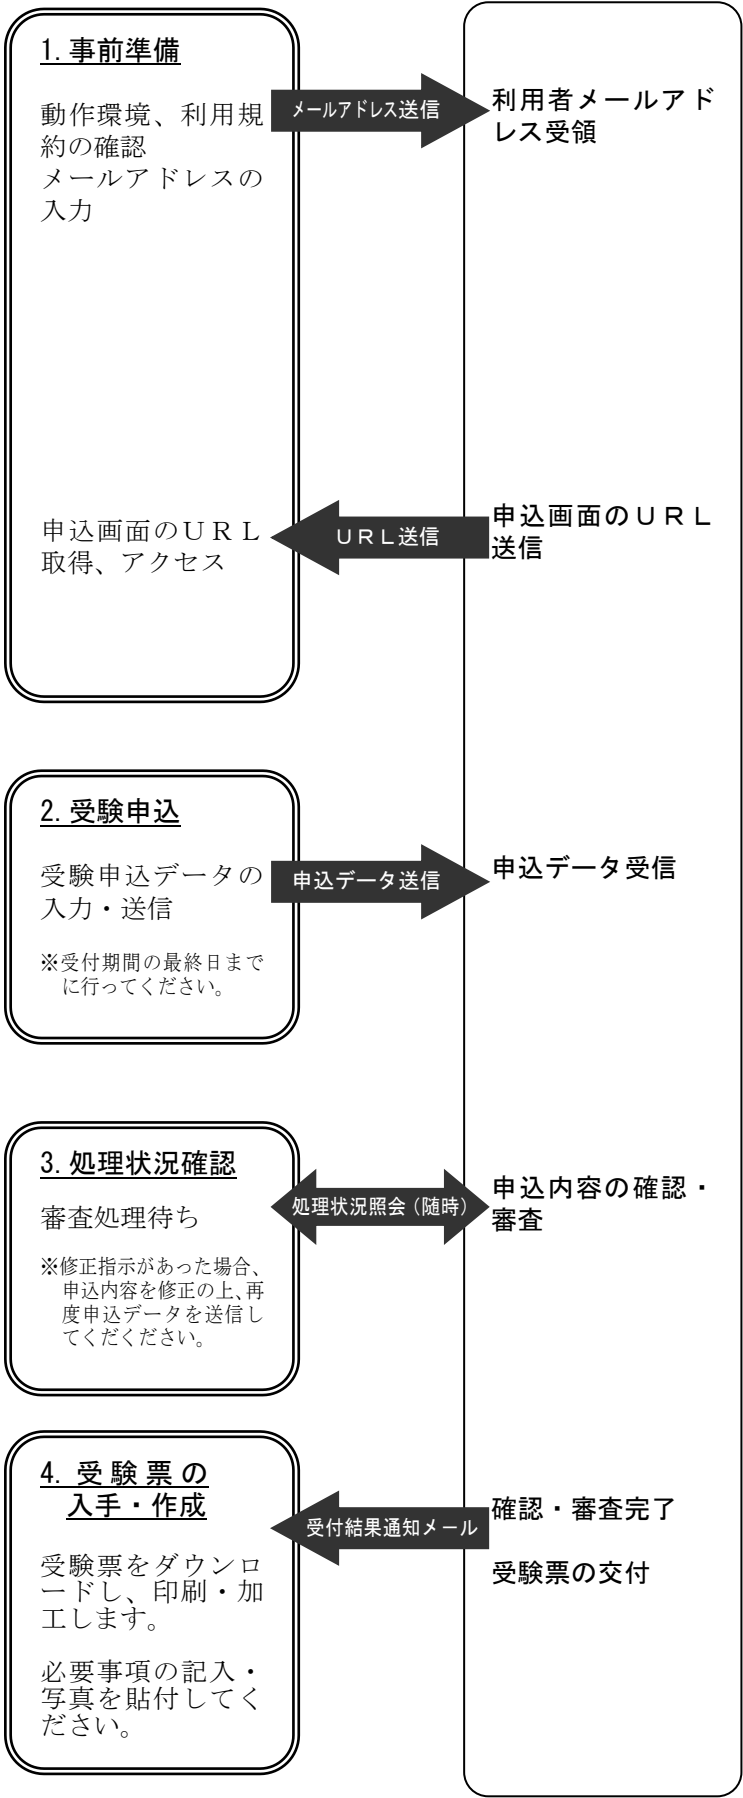 1. 事前準備
動作環境、利用規
約の確認
メールアドレスの
入力
メールアドレス送信
利用者メールアド
レス受領
申込画面のＵＲＬ
取得、アクセス
ＵＲＬ送信
申込画面のＵＲＬ
送信
2. 受験申込
受験申込データの
入力・送信
※受付期間の最終日まで
に行ってください。
申込データ送信
申込データ受信
3. 処理状況確認
審査処理待ち
※修正指示があった場合、
申込内容を修正の上、再
度申込データを送信し
てくだください。
処理状況照会（随時）
申込内容の確認・
審査
4. 受験票の
入手・作成
受験票をダウンロ
ードし、印刷・加
工します。
必要事項の記入・
写真を貼付してく
ださい。
受付結果通知メール
確認・審査完了
受験票の交付